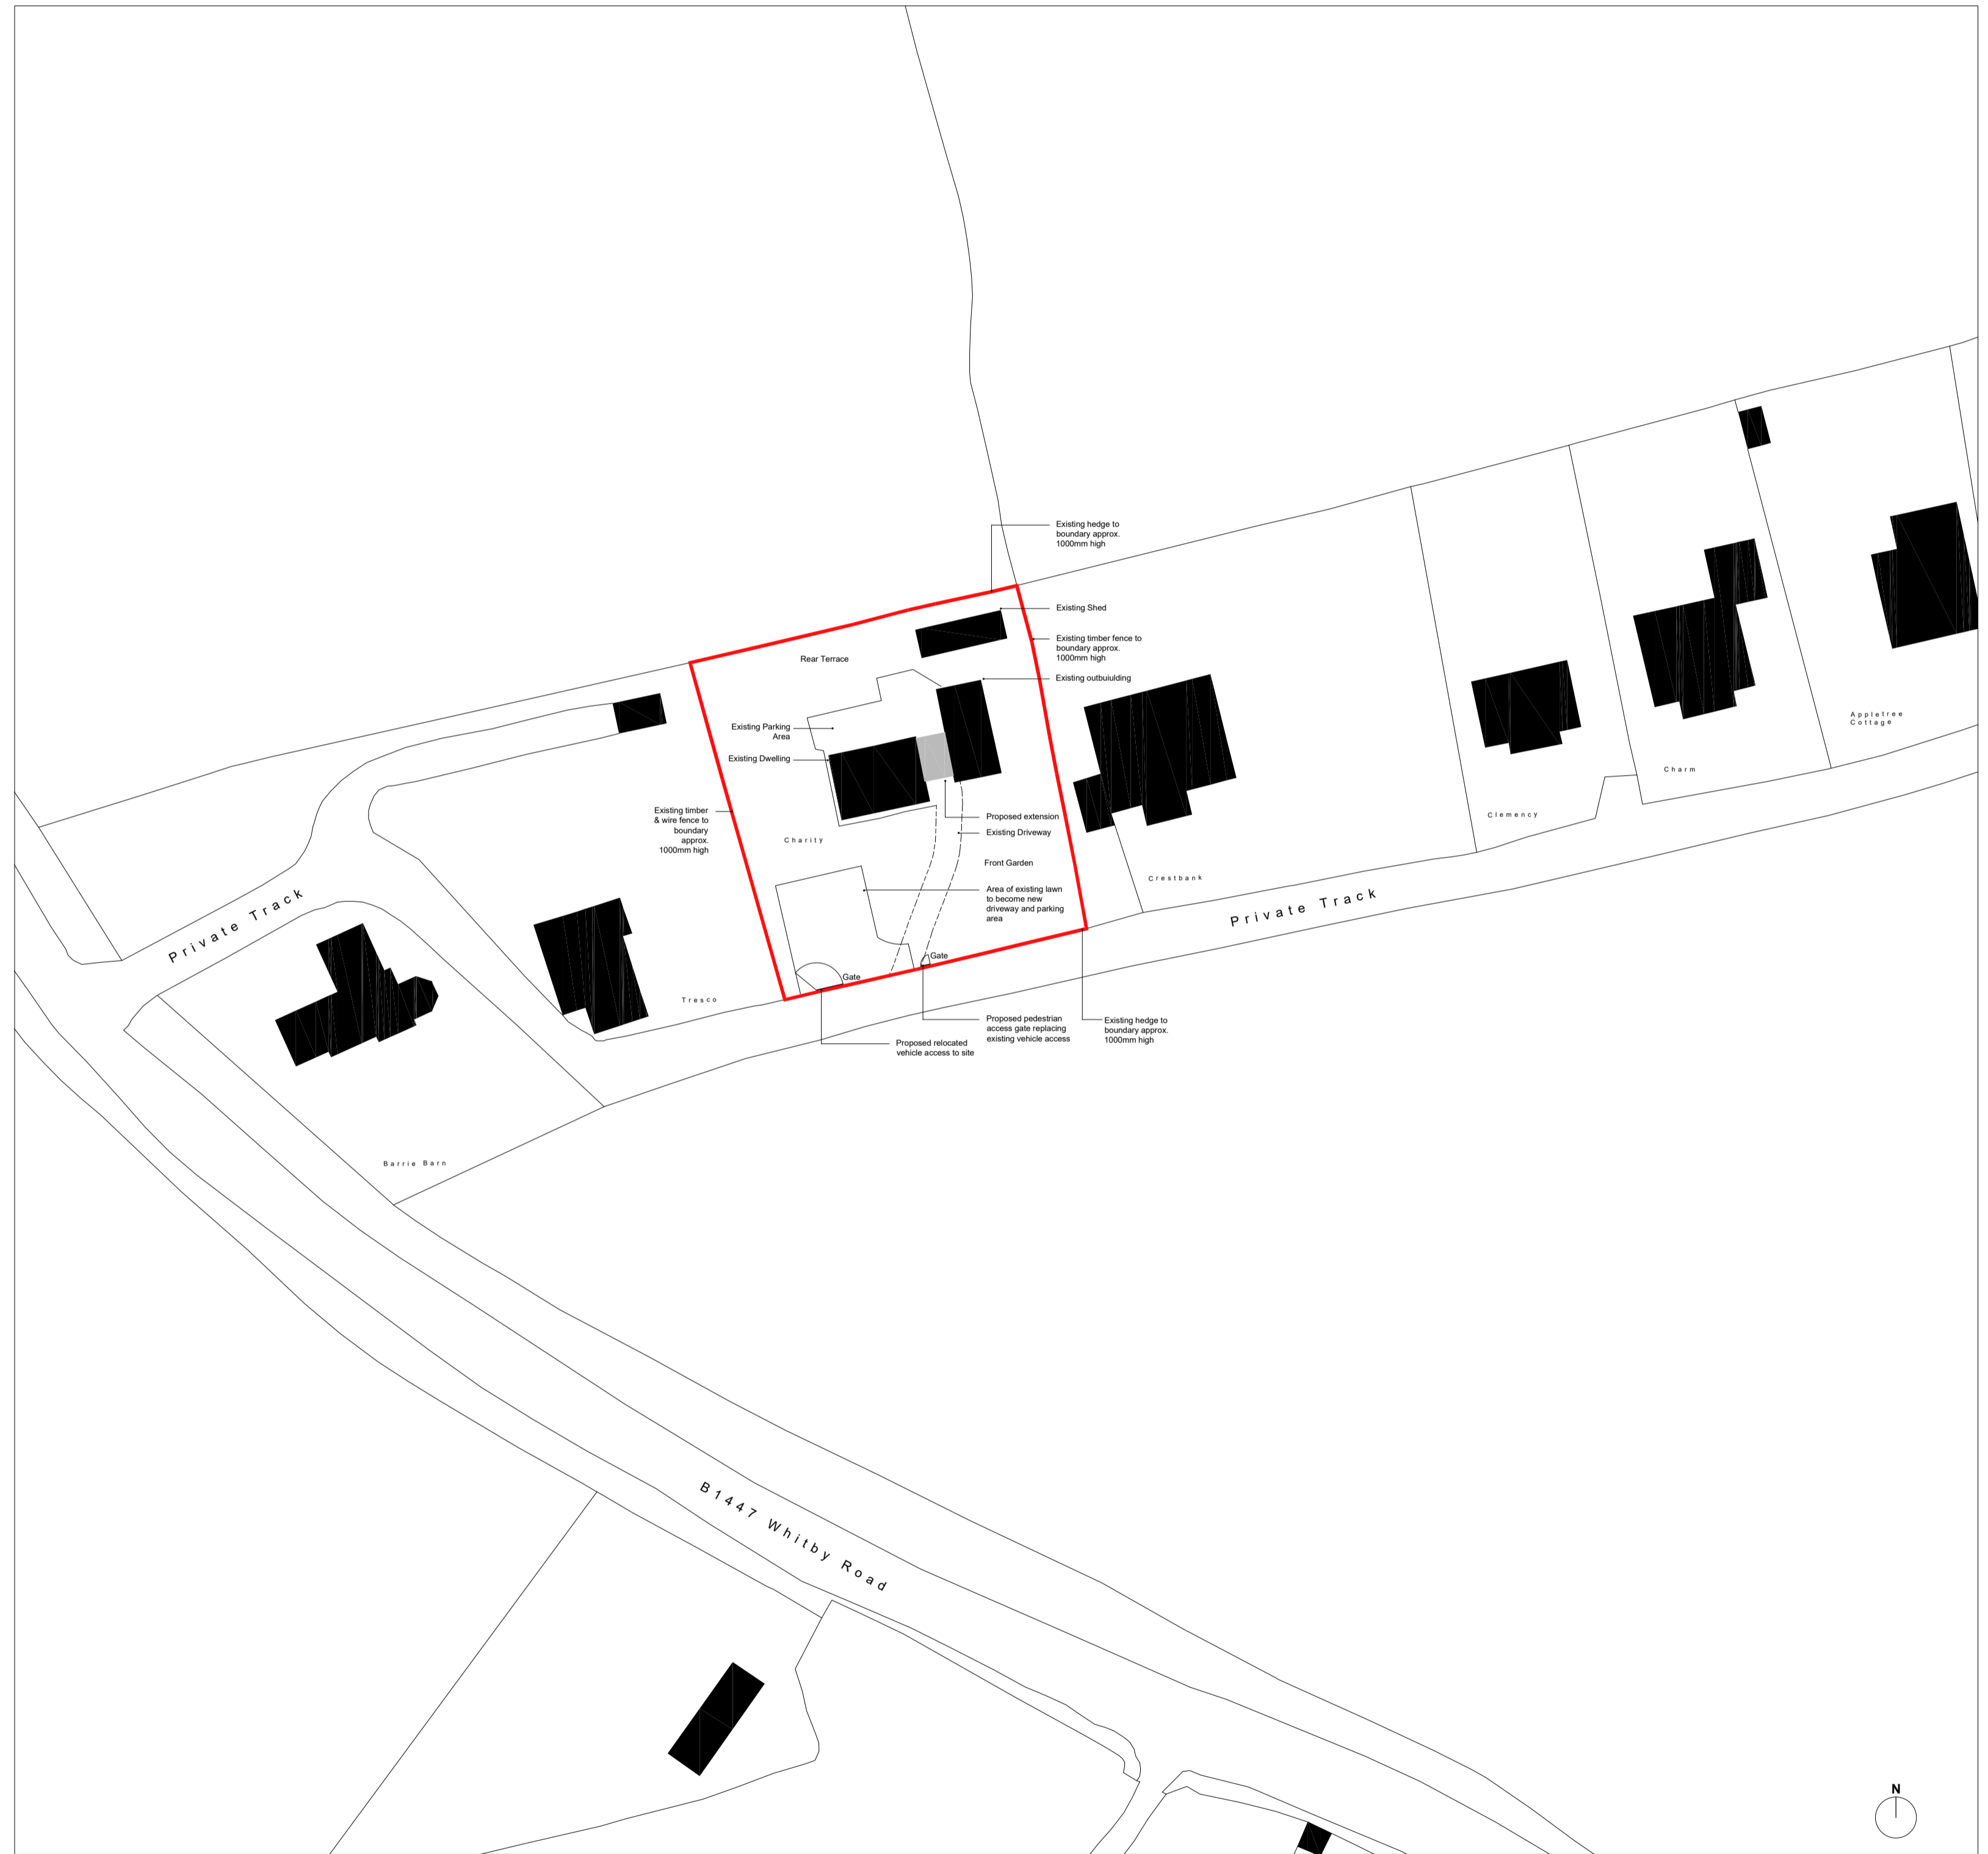 Existing hedge to
boundary approx.
1000mm high
Existing Shed
Existing timber fence to
boundary approx.
1000mm high
Rear Terrace
Existing outbuiulding
Existing Parking
Area
Existing Dwelling
Existing timber
& wire fence to
boundary
approx.
1000mm high
Proposed extension
Existing Driveway
Charity
Front Garden
Area of existing lawn
to become new
driveway and parking
area
Gate
Gate
Proposed pedestrian
access gate replacing
existing vehicle access
Existing hedge to
boundary approx.
1000mm high
Proposed relocated
vehicle access to site
Appletree
Cottage
Charm
Clemency
Crestbank
Private Track
Private Track
Tresco
Barrie Barn
B1447 Whitby Road
N